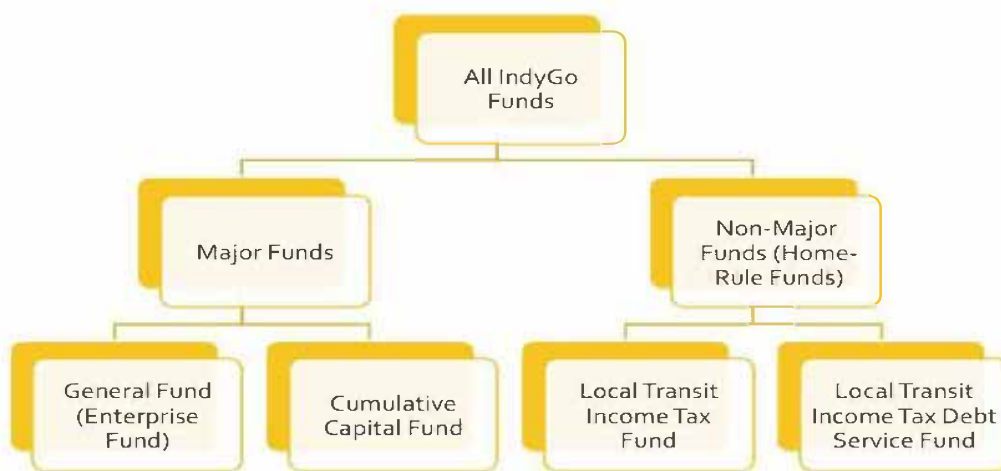 All IndyGo
Funds
Major Funds
Non-Major
Funds (Home-
Rule Funds)
General Fund
(Enterprise
Fund)
Cumulative
Capital Fund
Local Transit
Income Tax
Fund
Local Transit
Income Tax Debt
Service Fund